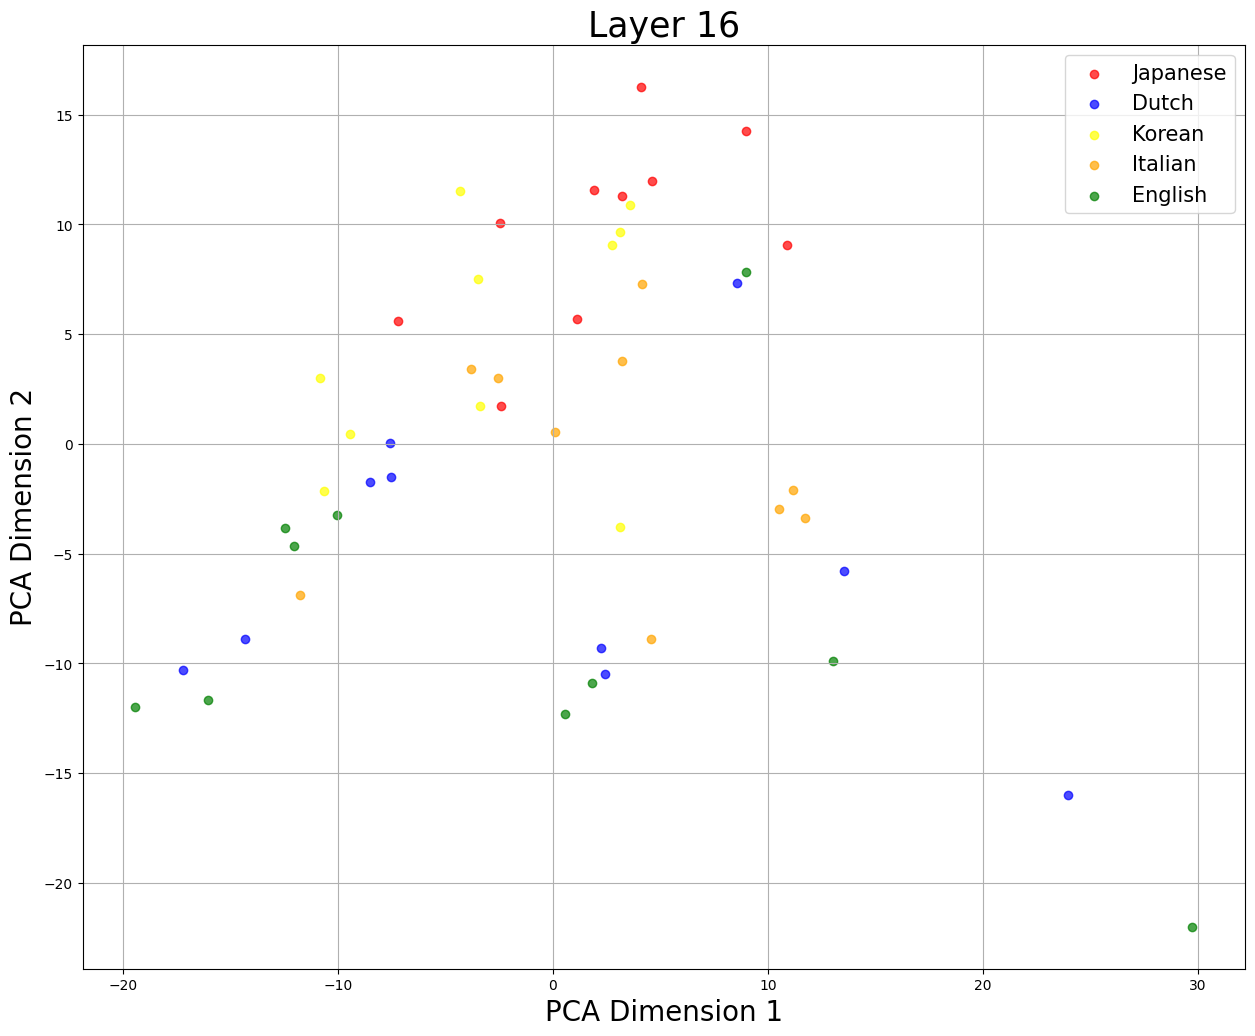 Layer 16
Japanese
Dutch
Korean
Italian
English
15
10
5
0
−5
−10
−15
−20
PCA Dimension 2
−20
−10
0
10
20
30
PCA Dimension 1